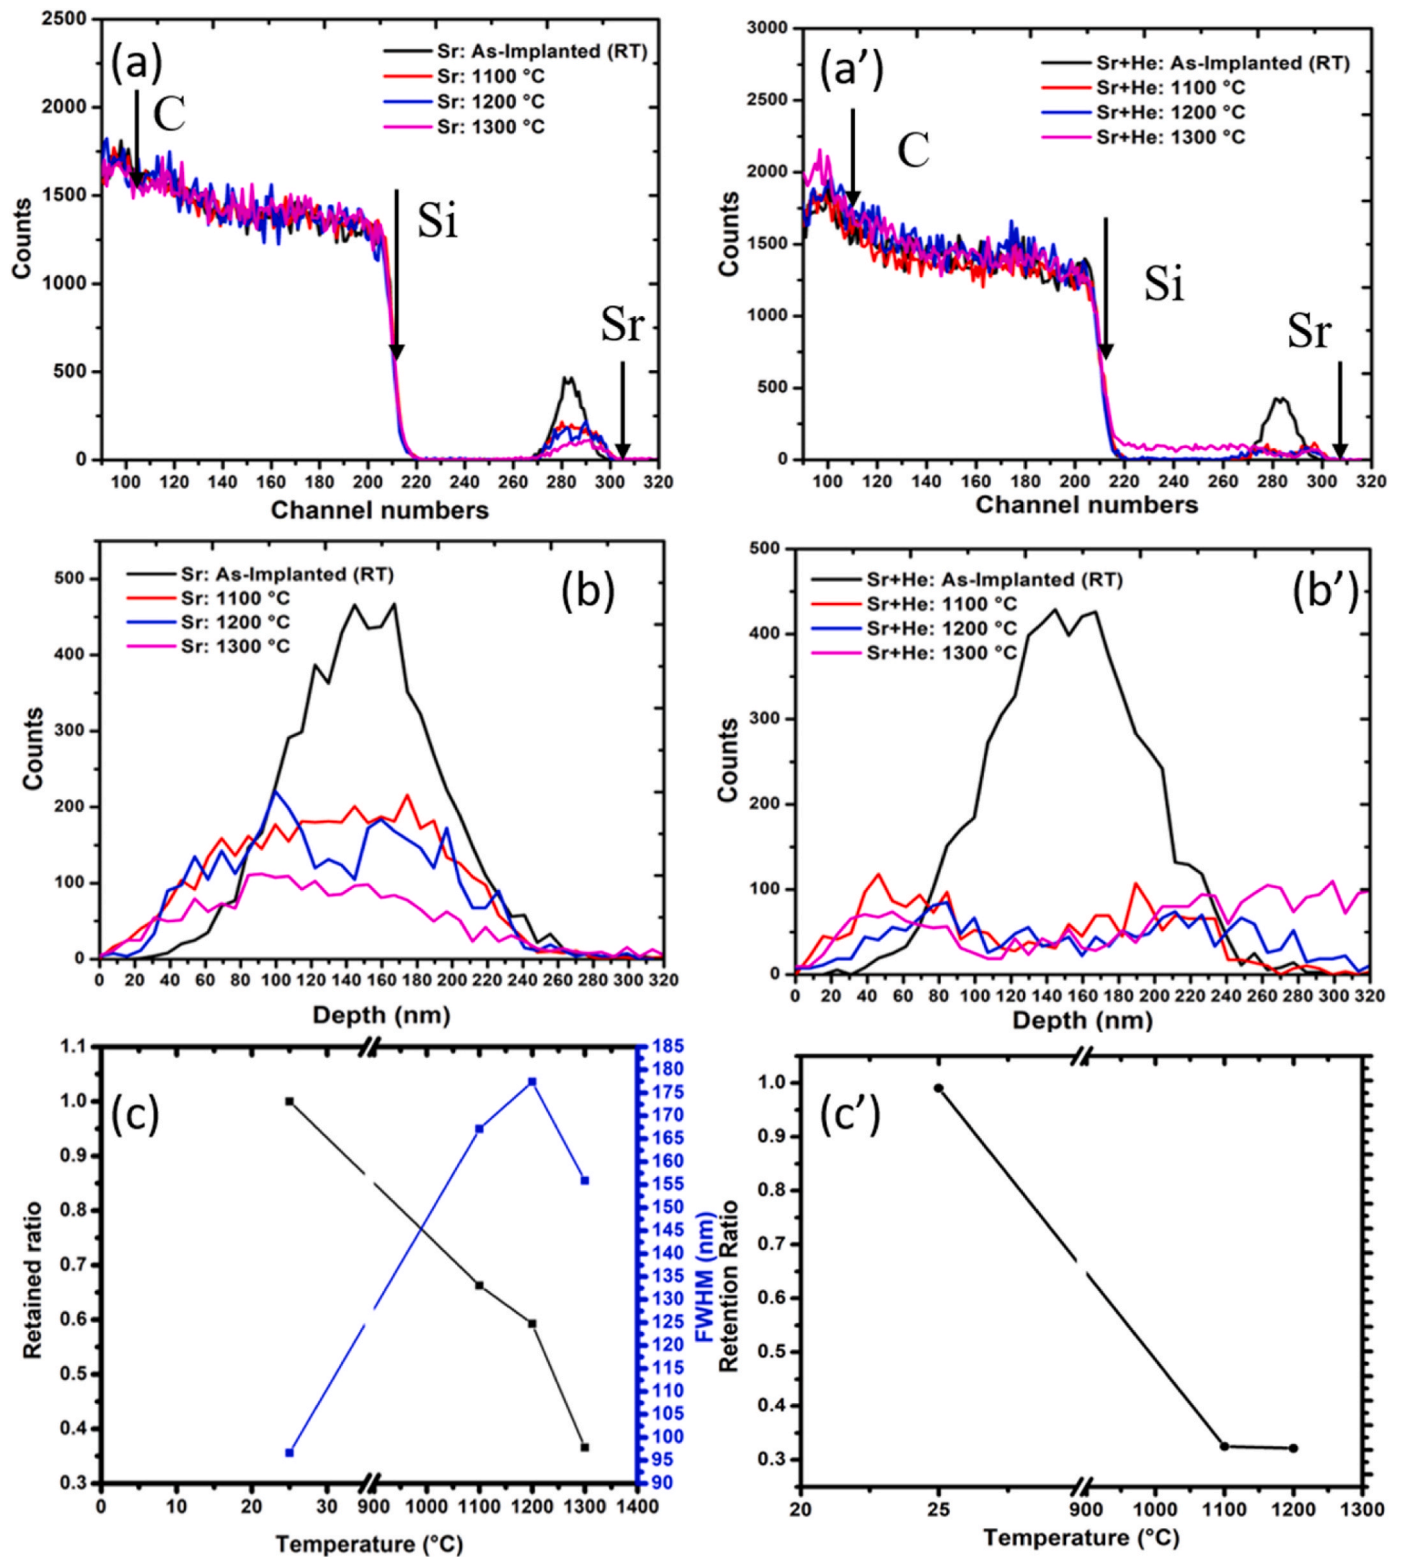 (a)
Sr: As-Implanted (RT)
Sr: 1100 °C
Sr: 1200 °C
Sr: 1300 °C
C
Si
Sr
2500
2000
1500
1000
500
0
Counts
100 120 140 160 180 200 220 240 260 280 300 320
Channel numbers
(a′)
Sr+He: As-Implanted (RT)
Sr+He: 1100 °C
Sr+He: 1200 °C
Sr+He: 1300 °C
C
Si
Sr
3000
2500
2000
1500
1000
500
0
Counts
100 120 140 160 180 200 220 240 260 280 300 320
Channel numbers
(b)
Sr: As-Implanted (RT)
Sr: 1100 °C
Sr: 1200 °C
Sr: 1300 °C
500
400
300
200
100
0
Counts
0 20 40 60 80 100 120 140 160 180 200 220 240 260 280 300 320
Depth (nm)
(b′)
Sr+He: As-Implanted (RT)
Sr+He: 1100 °C
Sr+He: 1200 °C
Sr+He: 1300 °C
500
400
300
200
100
0
Counts
0 20 40 60 80 100 120 140 160 180 200 220 240 260 280 300 320
Depth (nm)
(c)
1.1
1.0
0.9
0.8
0.7
0.6
0.5
0.4
0.3
Retained ratio
0 10 20 30 900 1000 1100 1200 1300 1400
Temperature (°C)
185
180
175
170
165
160
155
150
145
140
135
130
125
120
115
110
105
100
95
90
FWHM (nm)
(c′)
1.0
0.9
0.8
0.7
0.6
0.5
0.4
0.3
Retention Ratio
20 25 900 1000 1100 1200 1300
Temperature (°C)